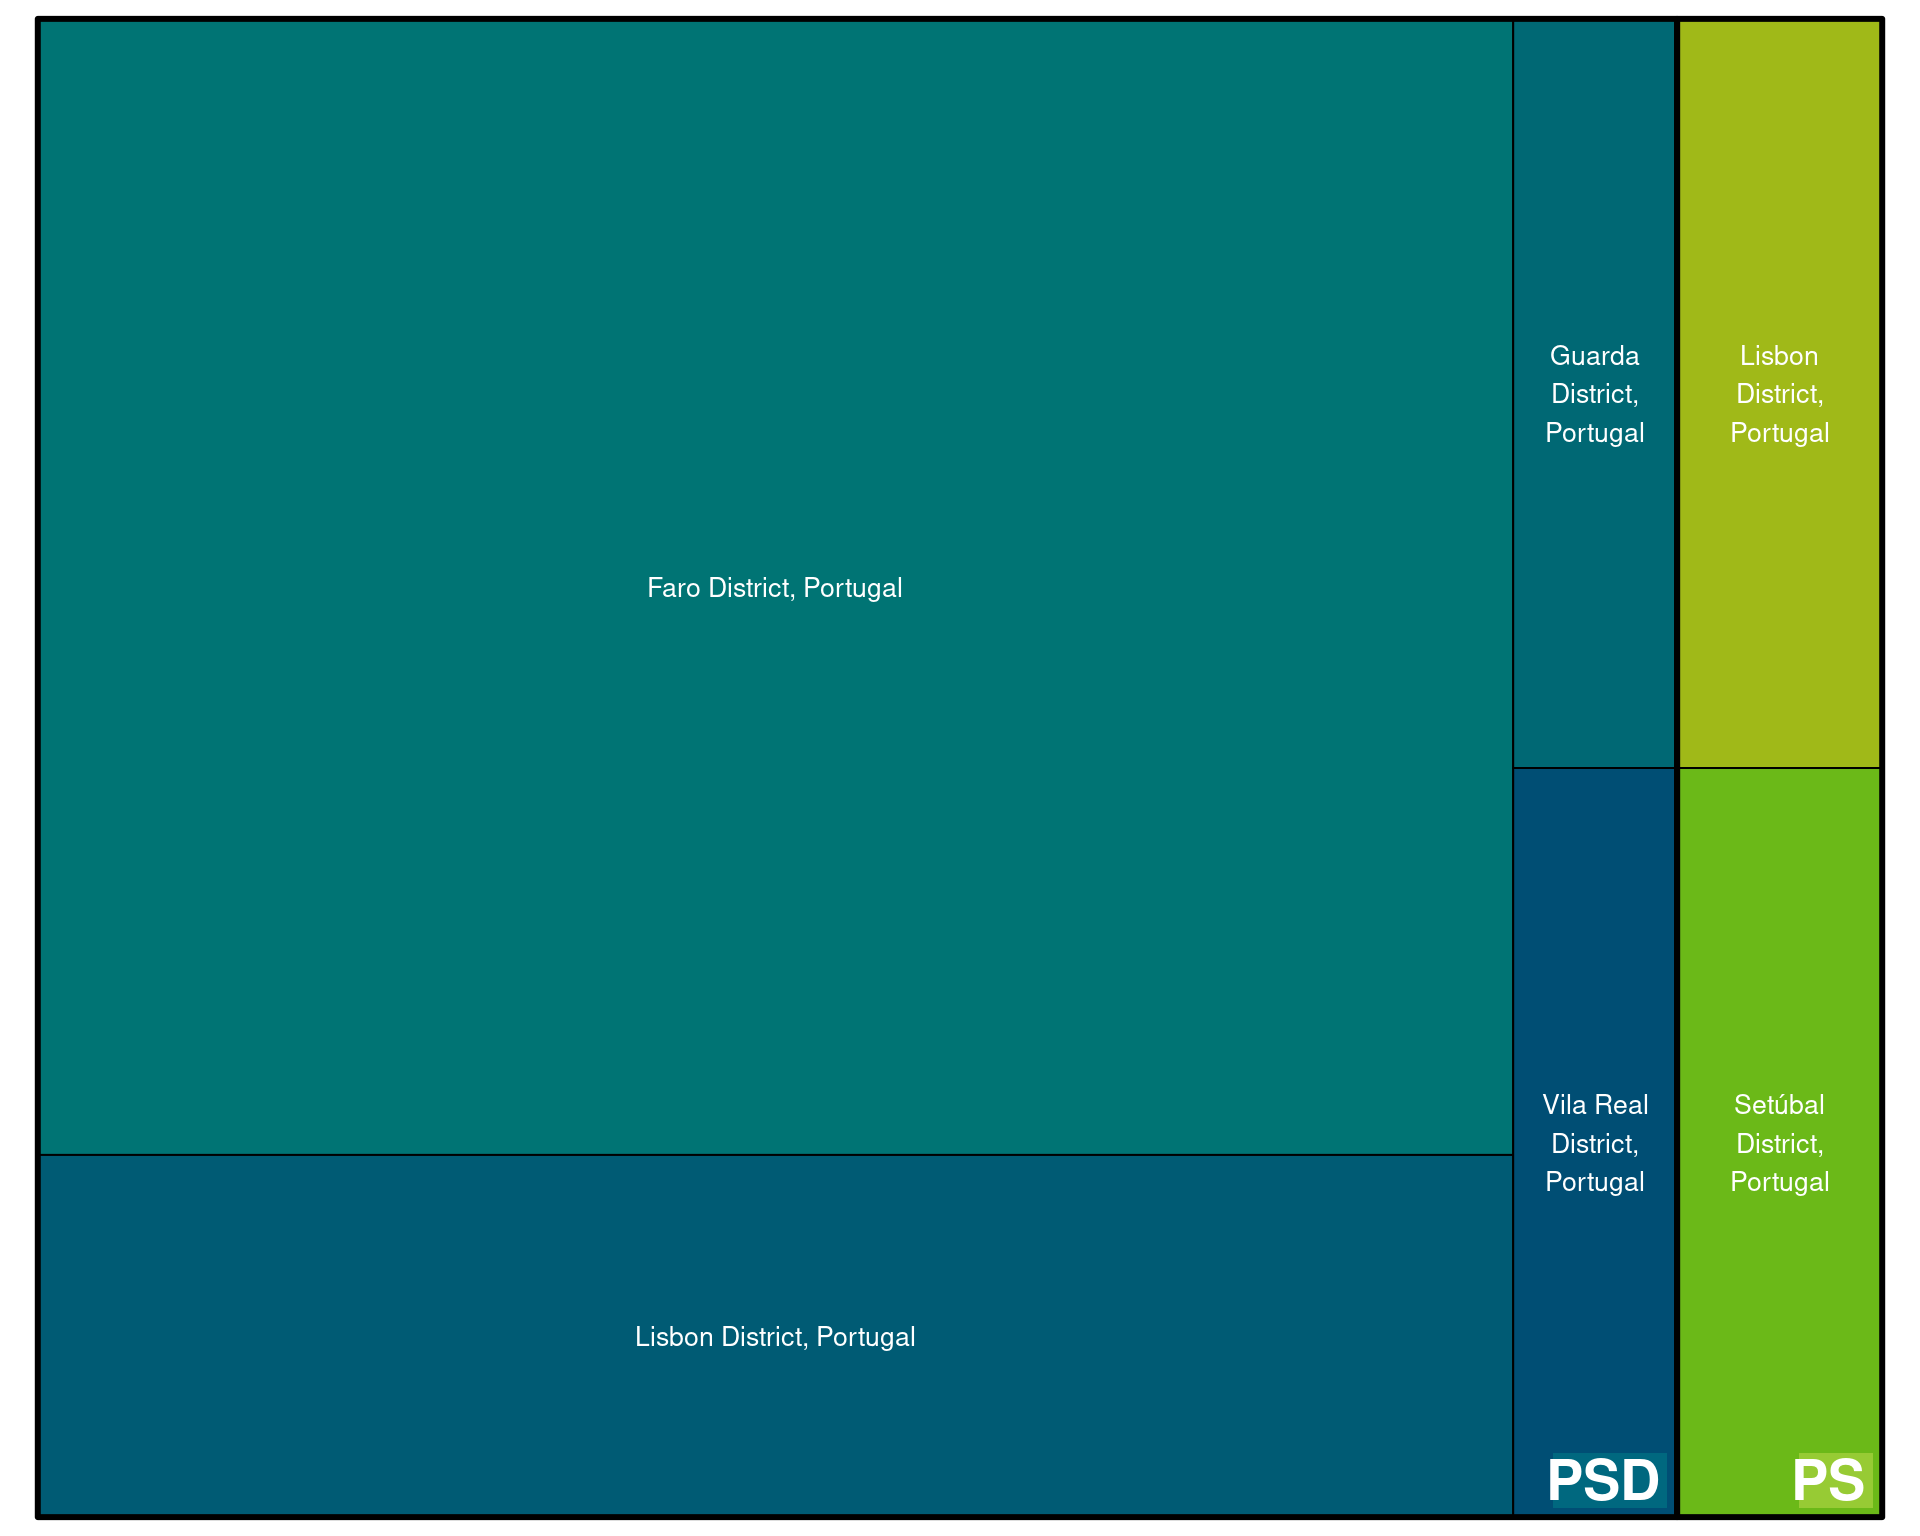 Faro District, Portugal
Lisbon District, Portugal
Guarda
District,
Portugal
Vila Real
District,
Portugal
PSD
Lisbon
District,
Portugal
Setúbal
District,
Portugal
PS